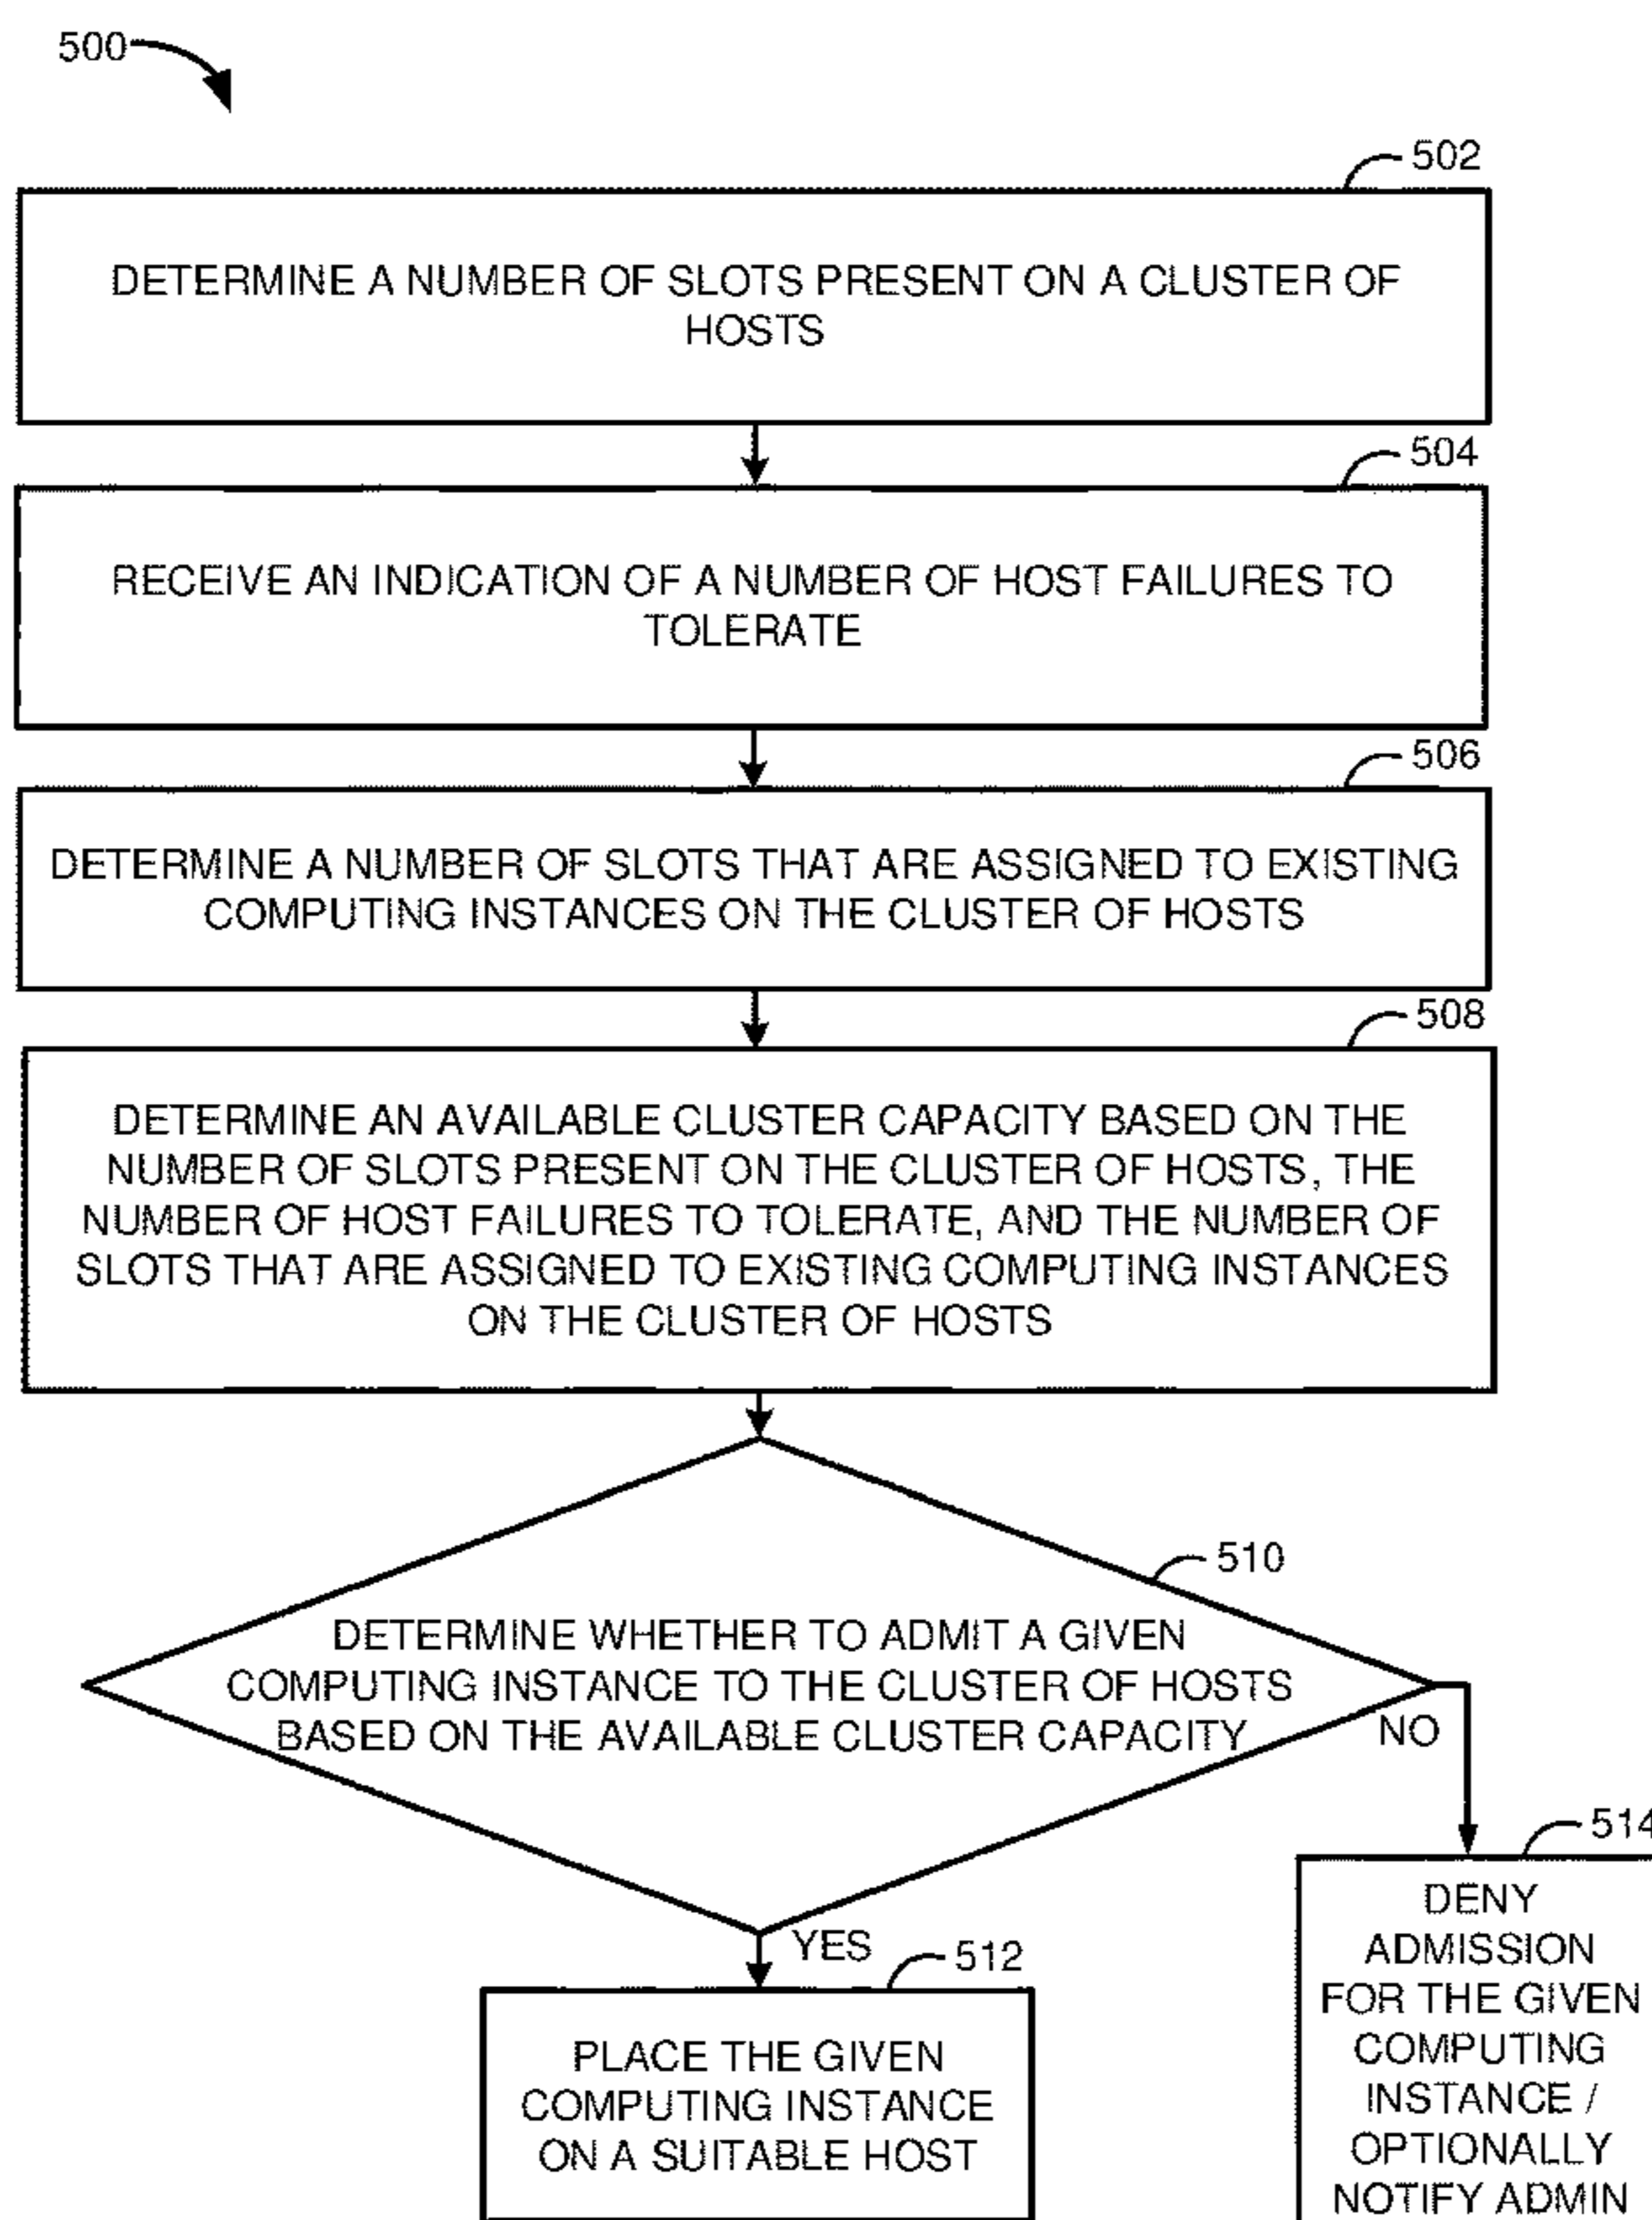 500
502
DETERMINE A NUMBER OF SLOTS PRESENT ON A CLUSTER OF
HOSTS
504
RECEIVE AN INDICATION OF A NUMBER OF HOST FAILURES TO
TOLERATE
506
DETERMINE A NUMBER OF SLOTS THAT ARE ASSIGNED TO EXISTING
COMPUTING INSTANCES ON THE CLUSTER OF HOSTS
508
DETERMINE AN AVAILABLE CLUSTER CAPACITY BASED ON THE
NUMBER OF SLOTS PRESENT ON THE CLUSTER OF HOSTS, THE
NUMBER OF HOST FAILURES TO TOLERATE, AND THE NUMBER OF
SLOTS THAT ARE ASSIGNED TO EXISTING COMPUTING INSTANCES
ON THE CLUSTER OF HOSTS
510
DETERMINE WHETHER TO ADMIT A GIVEN
COMPUTING INSTANCE TO THE CLUSTER OF HOSTS
BASED ON THE AVAILABLE CLUSTER CAPACITY
NO
YES
512
PLACE THE GIVEN
COMPUTING INSTANCE
ON A SUITABLE HOST
514
DENY
ADMISSION
FOR THE GIVEN
COMPUTING
INSTANCE /
OPTIONALLY
NOTIFY ADMIN